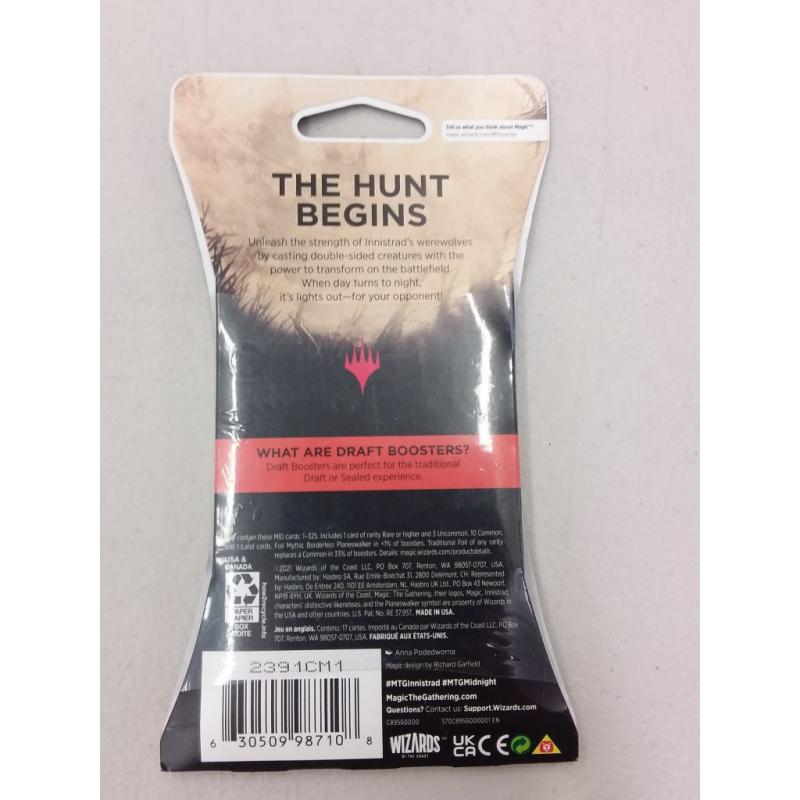 Tell us what you think about Magic™!
magic.wizards.com/MIDsurvey
THE HUNT
BEGINS
Unleash the strength of Innistrad's werewolves
by casting double-sided creatures with the
power to transform on the battlefield.
When day turns to night,
it's lights out—for your opponent!
WHAT ARE DRAFT BOOSTERS?
Draft Boosters are perfect for the traditional
Draft or Sealed experience.
contain these MID cards: 1–325. Includes 1 card of rarity Rare or higher and 3 Uncommon, 10 Common,
and 1 Land cards. Foil Mythic Borderless Planeswalker in <1% of boosters. Traditional Foil of any rarity
replaces a Common in 33% of boosters. Details: magic.wizards.com/productdetails.
USA &
CANADA
PAPER
PAPIER
BOX
BOÎTE
how2recycle.info
©2021 Wizards of the Coast LLC, PO Box 707, Renton, WA 98057-0707, USA.
Manufactured by: Hasbro SA, Rue Emile-Boéchat 31, 2800 Delémont, CH. Represented
by: Hasbro, De Entree 240, 1101 EE Amsterdam, NL. Hasbro UK Ltd., PO Box 43 Newport,
NP19 4YH, UK. Wizards of the Coast, Magic: The Gathering, their logos, Magic, Innistrad,
characters' distinctive likenesses, and the Planeswalker symbol are property of Wizards in
the USA and other countries. U.S. Pat. No. RE 37,957. MADE IN USA.
Jeu en anglais. Contenu: 17 cartes. Importé au Canada par Wizards of the Coast LLC, PO Box
707, Renton, WA 98057-0707, USA. FABRIQUÉ AUX ÉTATS-UNIS.
2391CM1
6 30509 98710 8
Anna Podedworna
Magic design by Richard Garfield
#MTGInnistrad #MTGMidnight
MagicTheGathering.com
Questions? Contact us: Support.Wizards.com
C89560000 570C8956000001 EN
WIZARDS™
OF THE COAST
UK
CA CE